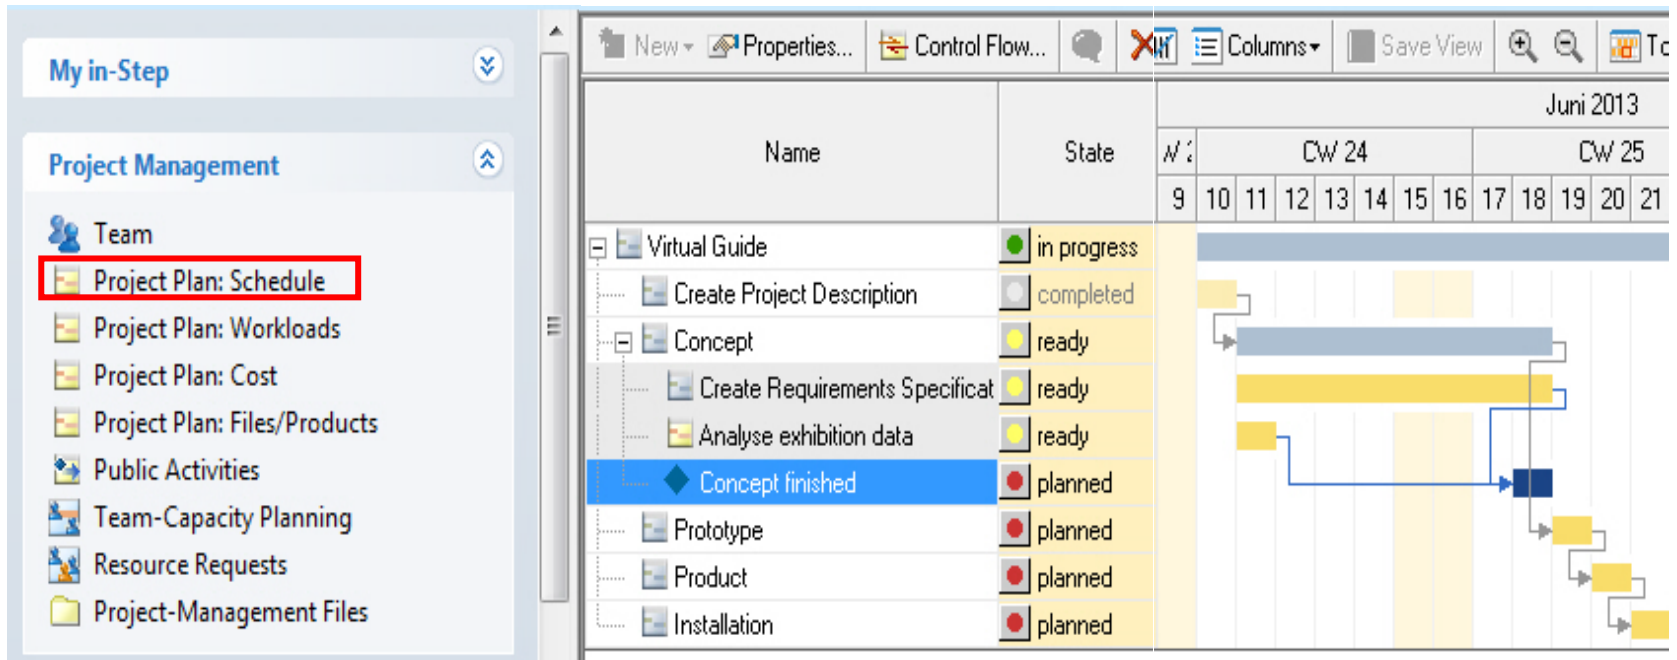 My in-Step
Project Management
Team
Project Plan: Schedule
Project Plan: Workloads
Project Plan: Cost
Project Plan: Files/Products
Public Activities
Team-Capacity Planning
Resource Requests
Project-Management Files
New Properties... Control Flow... Columns Save View
Juni 2013
Name State CW 24 CW 25
9 10 11 12 13 14 15 16 17 18 19 20 21
Virtual Guide in progress
Create Project Description completed
Concept ready
Create Requirements Specificat ready
Analyse exhibition data ready
Concept finished planned
Prototype planned
Product planned
Installation planned